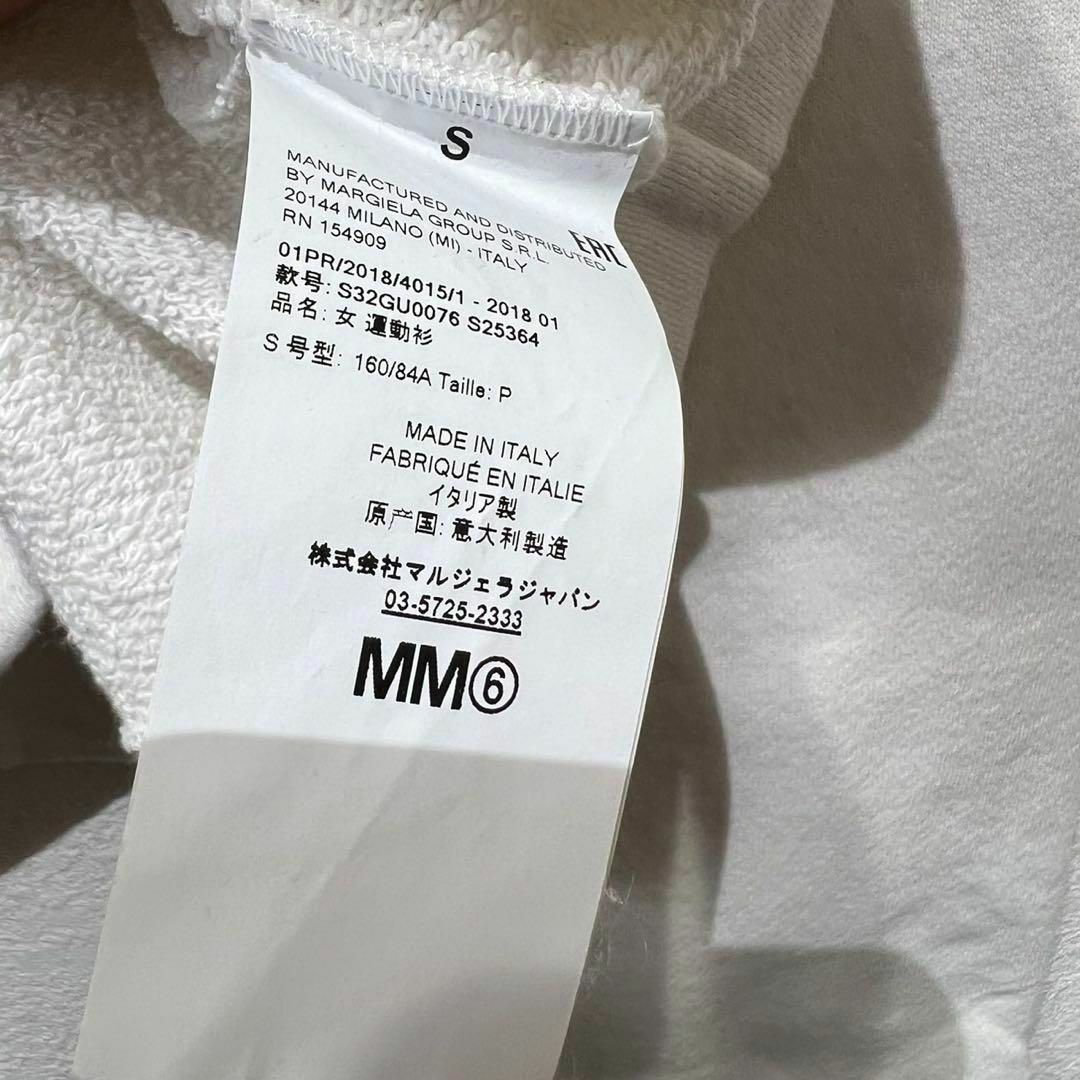 S
MANUFACTURED AND DISTRIBUTED
BY MARGIELA GROUP S.R.L.
20144 MILANO (MI) - ITALY
RN 154909
EAC
01PR/2018/4015/1 - 2018 01
款号: S32GU0076 S25364
品名: 女 運動衫
S 号型: 160/84A Taille: P
MADE IN ITALY
FABRIQUÉ EN ITALIE
イタリア製
原产国: 意大利製造
株式会社マルジェラジャパン
03-5725-2333
MM⑥